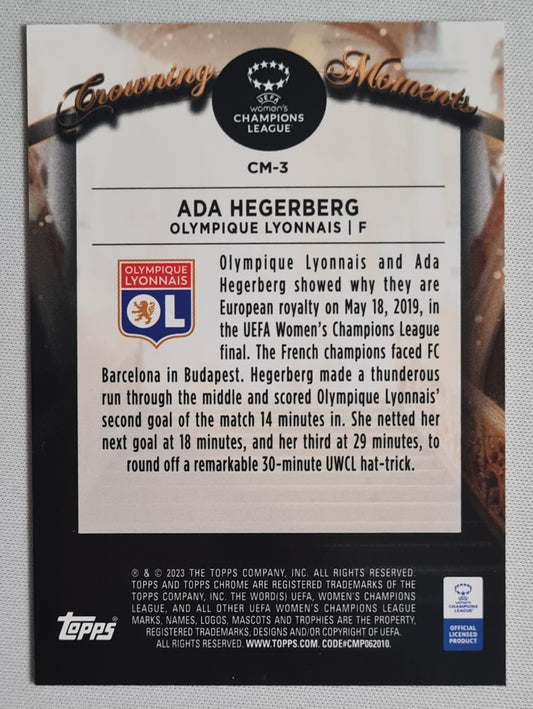 Crowning Moments
UEFA
women's
CHAMPIONS
LEAGUE
CM-3
ADA HEGERBERG
OLYMPIQUE LYONNAIS | F
OLYMPIQUE
LYONNAIS
OL
Olympique Lyonnais and Ada
Hegerberg showed why they are
European royalty on May 18, 2019, in
the UEFA Women's Champions League
final. The French champions faced FC
Barcelona in Budapest. Hegerberg made a thunderous
run through the middle and scored Olympique Lyonnais'
second goal of the match 14 minutes in. She netted her
next goal at 18 minutes, and her third at 29 minutes, to
round off a remarkable 30-minute UWCL hat-trick.
® & © 2023 THE TOPPS COMPANY, INC. ALL RIGHTS RESERVED.
TOPPS AND TOPPS CHROME ARE REGISTERED TRADEMARKS OF THE
TOPPS COMPANY, INC. THE WORD(S) UEFA, WOMEN'S CHAMPIONS
LEAGUE, AND ALL OTHER UEFA WOMEN'S CHAMPIONS LEAGUE
MARKS, NAMES, LOGOS, MASCOTS AND TROPHIES ARE THE PROPERTY,
REGISTERED TRADEMARKS, DESIGNS AND/OR COPYRIGHT OF UEFA.
ALL RIGHTS RESERVED. WWW.TOPPS.COM. CODE#CMP062010.
Topps
CHAMPIONS
LEAGUE
OFFICIAL
LICENSED
PRODUCT